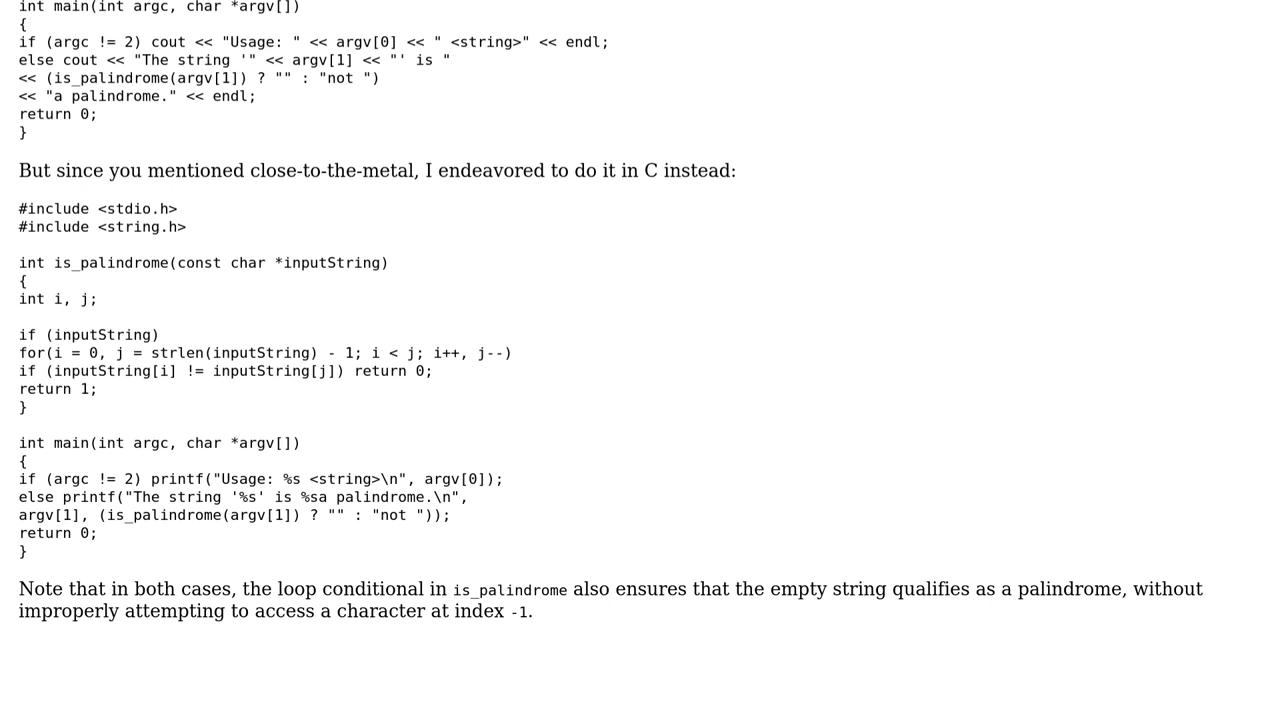 int main(int argc, char *argv[])
{
if (argc != 2) cout << "Usage: " << argv[0] << " <string>" << endl;
else cout << "The string '" << argv[1] << "' is "
<< (is_palindrome(argv[1]) ? "" : "not ")
<< "a palindrome." << endl;
return 0;
}
But since you mentioned close-to-the-metal, I endeavored to do it in C instead:
#include <stdio.h>
#include <string.h>
int is_palindrome(const char *inputString)
{
int i, j;
if (inputString)
for(i = 0, j = strlen(inputString) - 1; i < j; i++, j--)
if (inputString[i] != inputString[j]) return 0;
return 1;
}
int main(int argc, char *argv[])
{
if (argc != 2) printf("Usage: %s <string>\n", argv[0]);
else printf("The string '%s' is %sa palindrome.\n",
argv[1], (is_palindrome(argv[1]) ? "" : "not "));
return 0;
}
Note that in both cases, the loop conditional in is_palindrome also ensures that the empty string qualifies as a palindrome, without
improperly attempting to access a character at index -1.